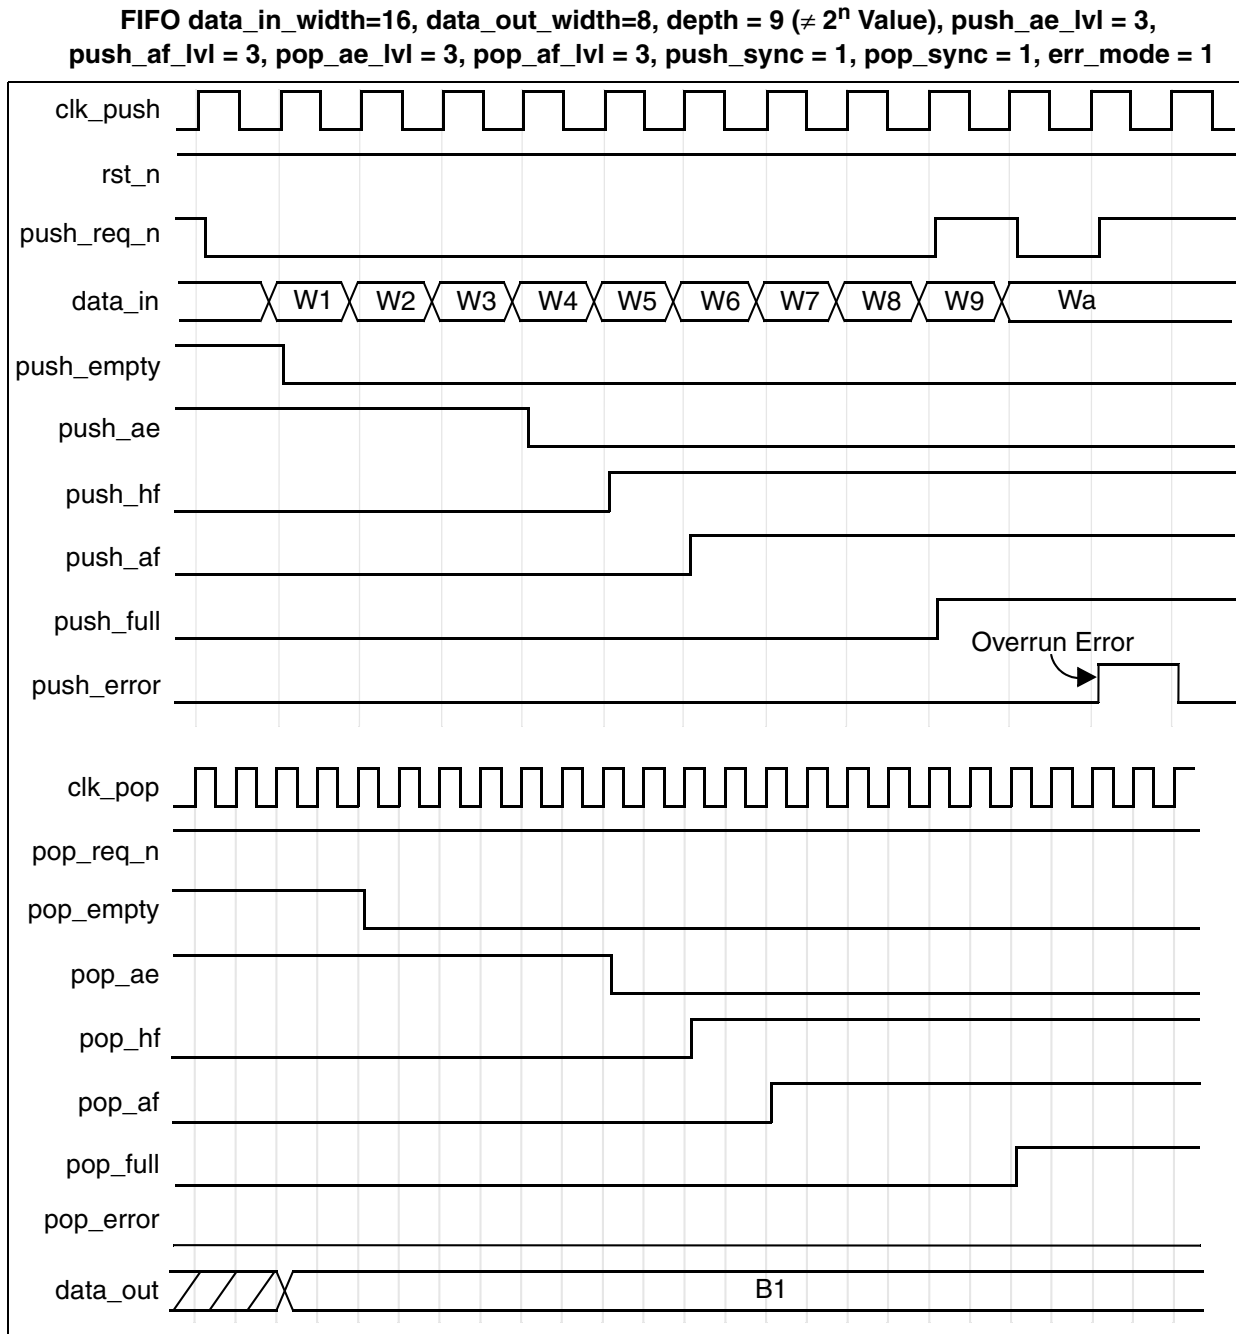 FIFO data_in_width=16, data_out_width=8, depth = 9 (≠ 2ⁿ Value), push_ae_lvl = 3,
push_af_lvl = 3, pop_ae_lvl = 3, pop_af_lvl = 3, push_sync = 1, pop_sync = 1, err_mode = 1
clk_push
rst_n
push_req_n
data_in W1 W2 W3 W4 W5 W6 W7 W8 W9 Wa
push_empty
push_ae
push_hf
push_af
push_full
Overrun Error
push_error
clk_pop
pop_req_n
pop_empty
pop_ae
pop_hf
pop_af
pop_full
pop_error
data_out B1